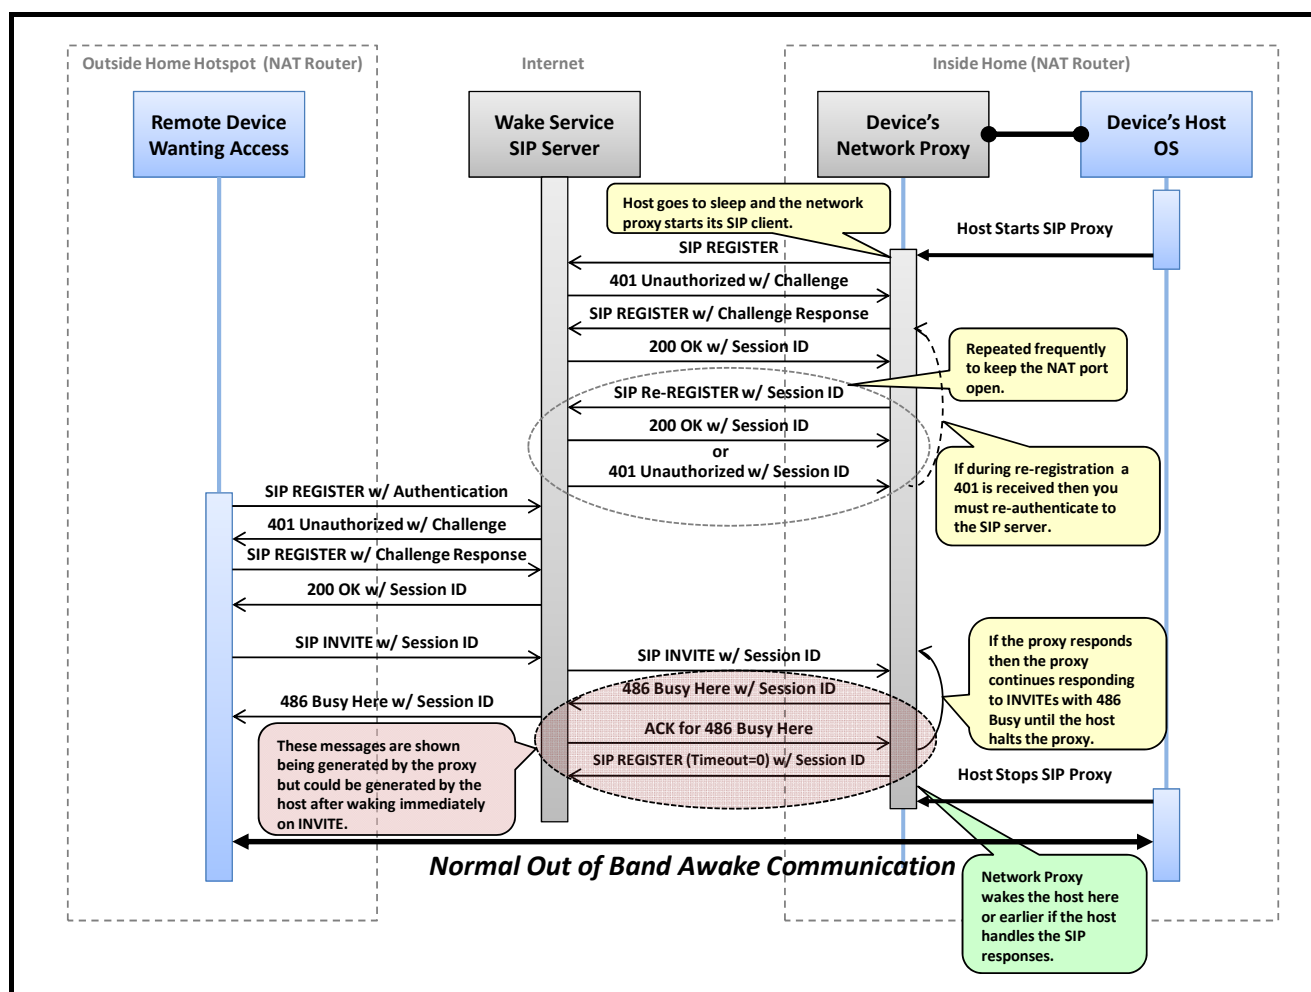 Outside Home Hotspot (NAT Router)
Internet
Inside Home (NAT Router)
Remote Device
Wanting Access
Wake Service
SIP Server
Device's
Network Proxy
Device's Host
OS
Host goes to sleep and the network
proxy starts its SIP client.
Host Starts SIP Proxy
SIP REGISTER
401 Unauthorized w/ Challenge
SIP REGISTER w/ Challenge Response
200 OK w/ Session ID
Repeated frequently
to keep the NAT port
open.
SIP Re-REGISTER w/ Session ID
200 OK w/ Session ID
or
401 Unauthorized w/ Session ID
If during re-registration a
401 is received then you
must re-authenticate to
the SIP server.
SIP REGISTER w/ Authentication
401 Unauthorized w/ Challenge
SIP REGISTER w/ Challenge Response
200 OK w/ Session ID
SIP INVITE w/ Session ID
SIP INVITE w/ Session ID
If the proxy responds
then the proxy
continues responding
to INVITEs with 486
Busy until the host
halts the proxy.
486 Busy Here w/ Session ID
486 Busy Here w/ Session ID
ACK for 486 Busy Here
SIP REGISTER (Timeout=0) w/ Session ID
These messages are shown
being generated by the proxy
but could be generated by the
host after waking immediately
on INVITE.
Host Stops SIP Proxy
Normal Out of Band Awake Communication
Network Proxy
wakes the host here
or earlier if the host
handles the SIP
responses.